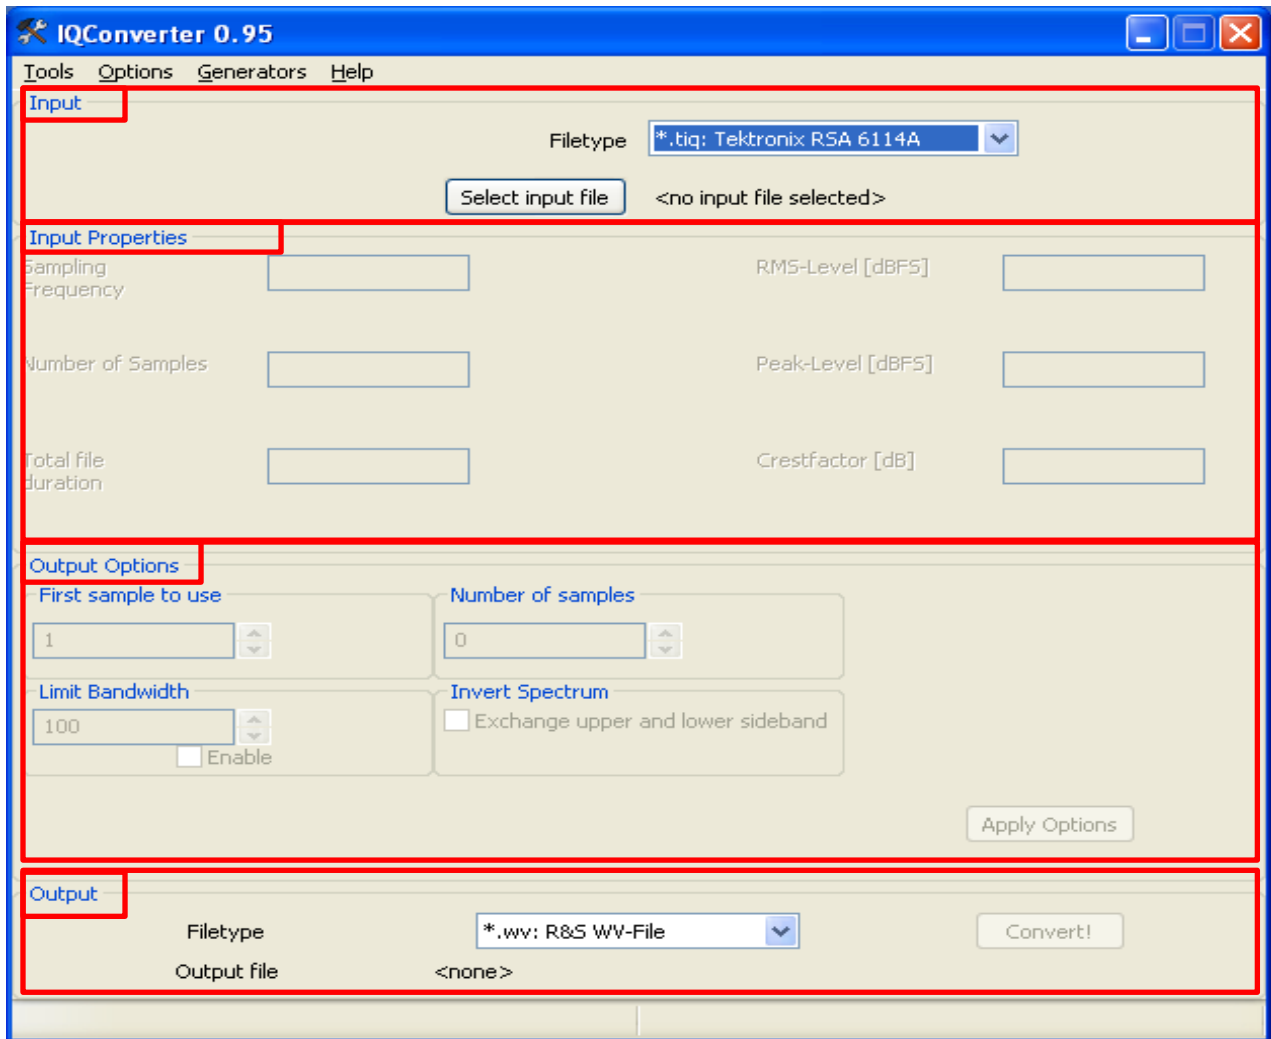 IQConverter 0.95
Tools Options Generators Help
Input
Filetype *.tiq: Tektronix RSA 6114A
Select input file <no input file selected>
Input Properties
Sampling Frequency
RMS-Level [dBFS]
Number of Samples
Peak-Level [dBFS]
Total file duration
Crestfactor [dB]
Output Options
First sample to use
1
Number of samples
0
Limit Bandwidth
100
Enable
Invert Spectrum
Exchange upper and lower sideband
Apply Options
Output
Filetype *.wv: R&S WV-File Convert!
Output file <none>